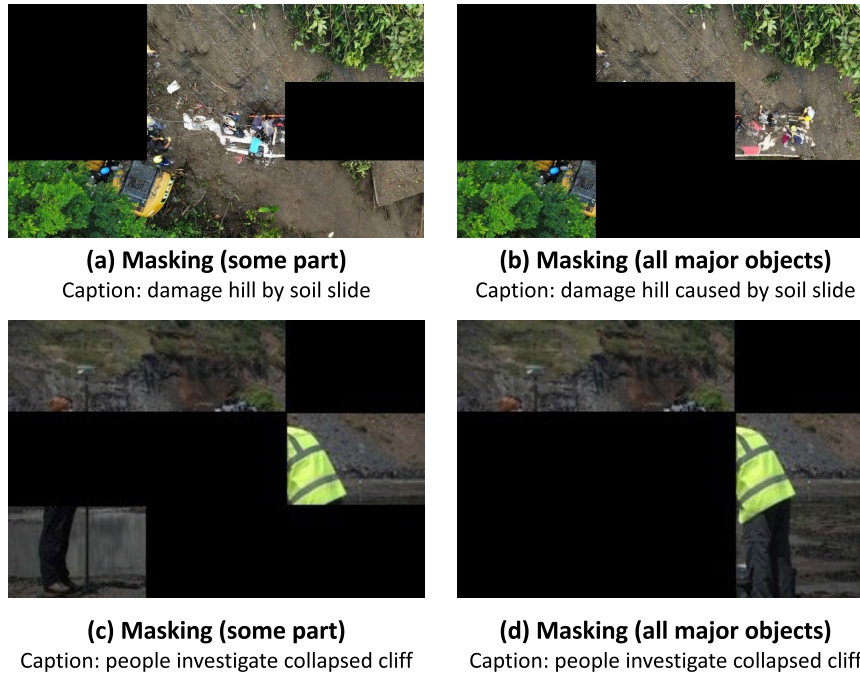 (a) Masking (some part)
Caption: damage hill by soil slide
(b) Masking (all major objects)
Caption: damage hill caused by soil slide
(c) Masking (some part)
Caption: people investigate collapsed cliff
(d) Masking (all major objects)
Caption: people investigate collapsed cliff